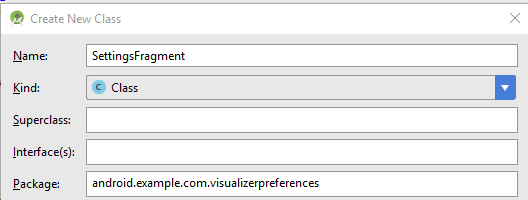 Create New Class
Name: SettingsFragment
Kind: C Class
Superclass:
Interface(s):
Package: android.example.com.visualizerpreferences